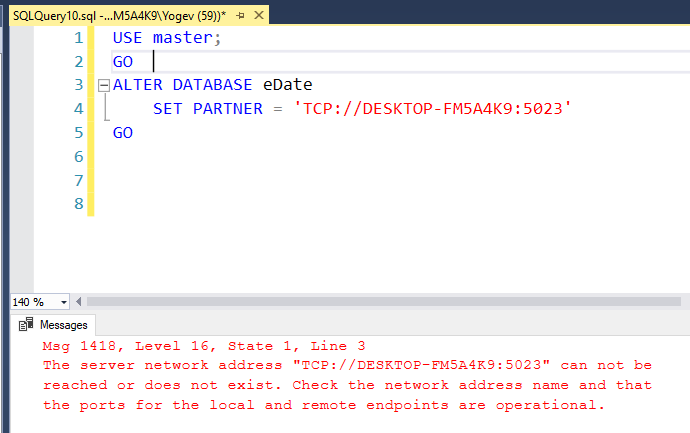 SQLQuery10.sql -...M5A4K9\Yogev (59))*
1 USE master;
2 GO
3 ALTER DATABASE eDate
4 SET PARTNER = 'TCP://DESKTOP-FM5A4K9:5023'
5 GO
6
7
8
140 %
Messages
Msg 1418, Level 16, State 1, Line 3
The server network address "TCP://DESKTOP-FM5A4K9:5023" can not be
reached or does not exist. Check the network address name and that
the ports for the local and remote endpoints are operational.